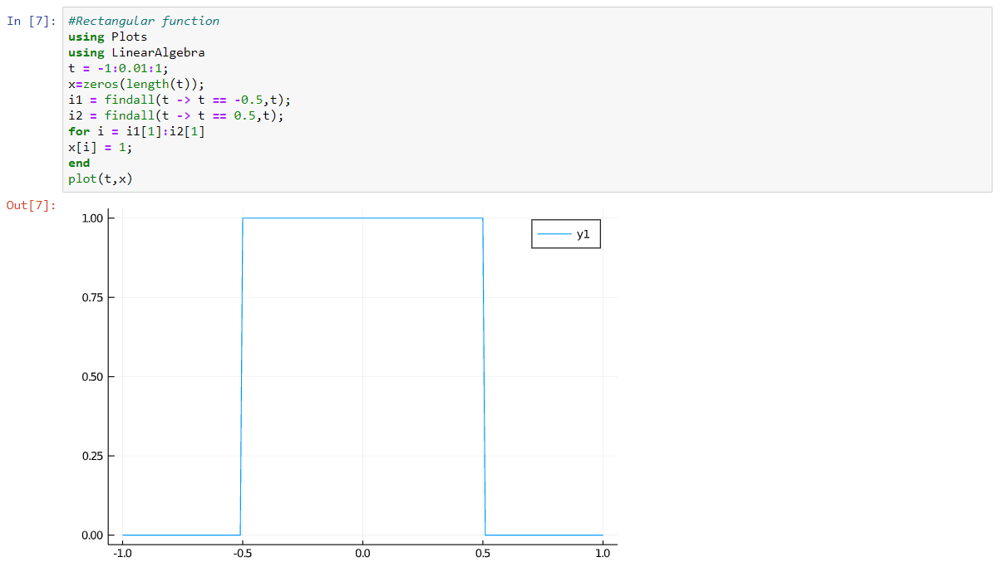 In [7]:
#Rectangular function
using Plots
using LinearAlgebra
t = -1:0.01:1;
x=zeros(length(t));
i1 = findall(t -> t == -0.5,t);
i2 = findall(t -> t == 0.5,t);
for i = i1[1]:i2[1]
x[i] = 1;
end
plot(t,x)
Out[7]:
1.00
y1
0.75
0.50
0.25
0.00
-1.0 -0.5 0.0 0.5 1.0